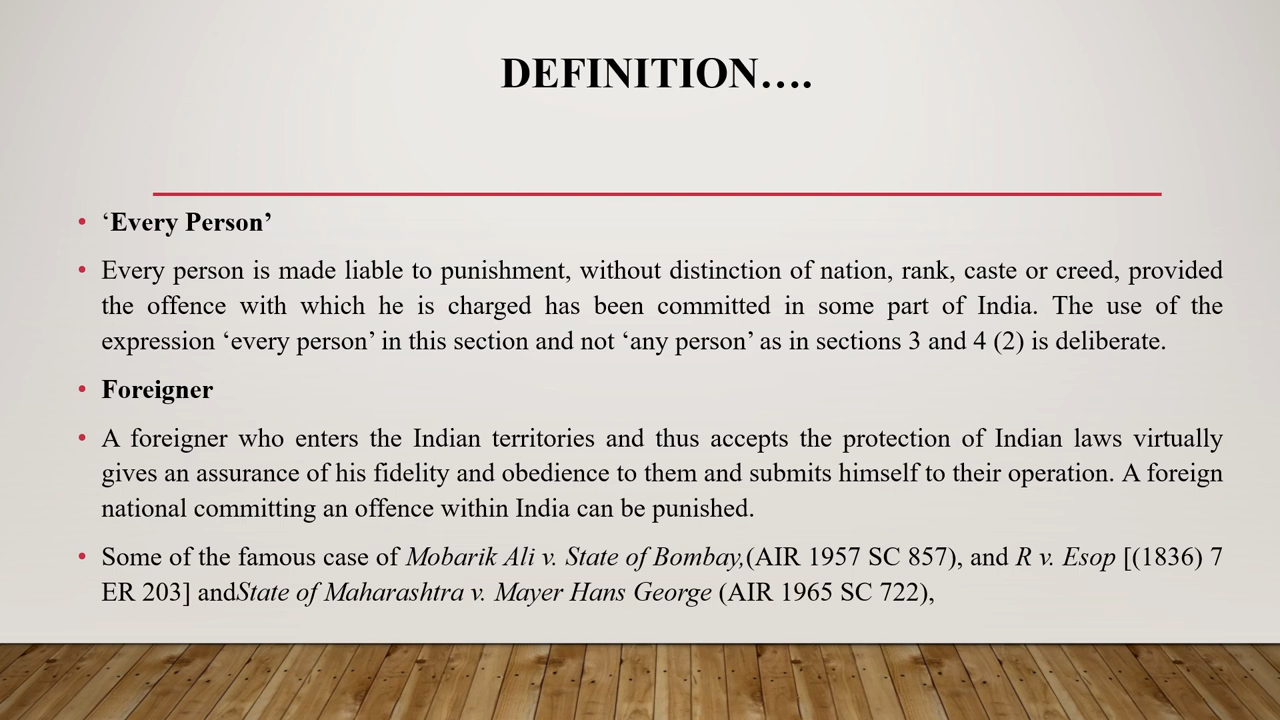 DEFINITION….
• ‘Every Person’
• Every person is made liable to punishment, without distinction of nation, rank, caste or creed, provided
the offence with which he is charged has been committed in some part of India. The use of the
expression ‘every person’ in this section and not ‘any person’ as in sections 3 and 4 (2) is deliberate.
• Foreigner
• A foreigner who enters the Indian territories and thus accepts the protection of Indian laws virtually
gives an assurance of his fidelity and obedience to them and submits himself to their operation. A foreign
national committing an offence within India can be punished.
• Some of the famous case of Mobarik Ali v. State of Bombay,(AIR 1957 SC 857), and R v. Esop [(1836) 7
ER 203] andState of Maharashtra v. Mayer Hans George (AIR 1965 SC 722),